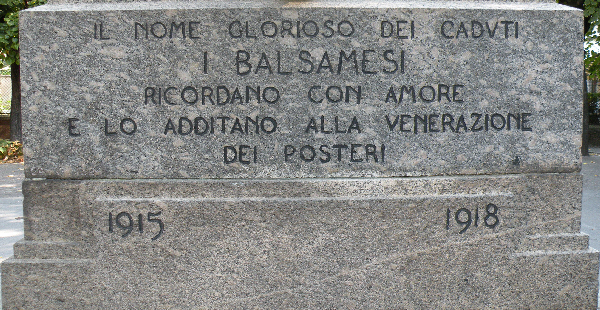 IL NOME GLORIOSO DEI CADVTI
I BALSAMESI
RICORDANO CON AMORE
E LO ADDITANO ALLA VENERAZIONE
DEI POSTERI
1915 1918